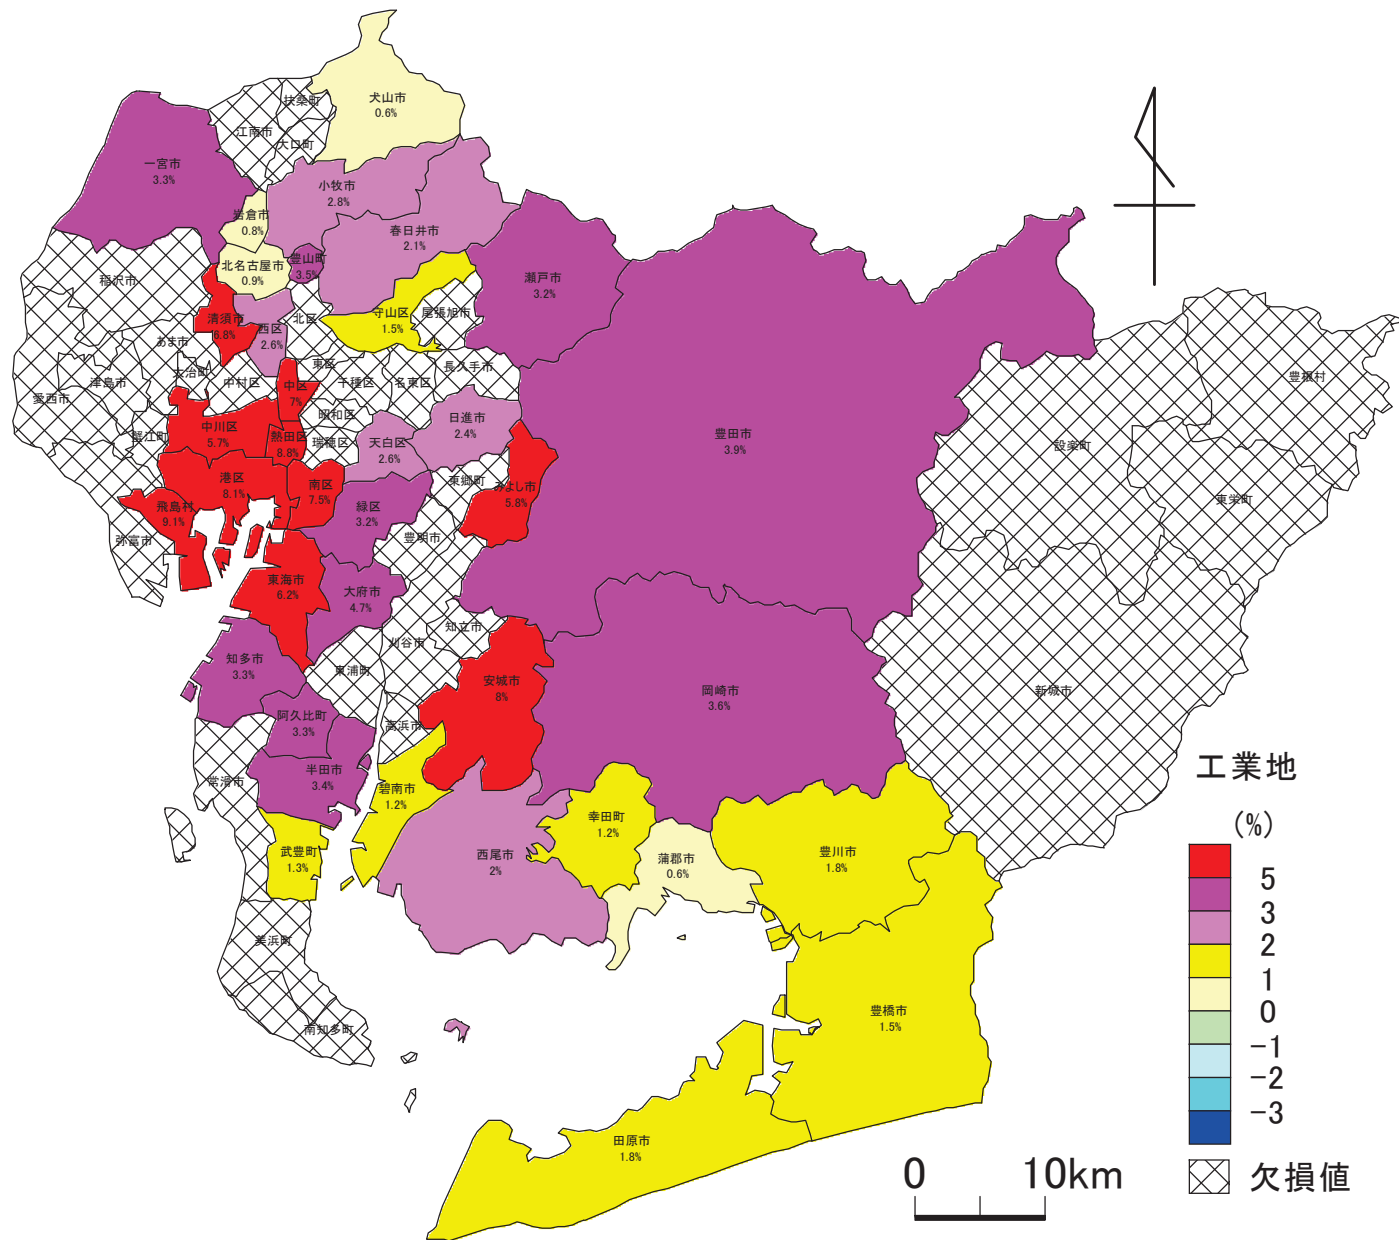 犬山市
0.6%
扶桑町
江南市
大口町
一宮市
3.3%
小牧市
2.8%
岩倉市
0.8%
春日井市
2.1%
豊山町
3.5%
北名古屋市
0.9%
稲沢市
瀬戸市
3.2%
清須市
6.8%
西区
2.6%
北区
守山区
1.5%
尾張旭市
あま市
大治町
中村区
東区
千種区
名東区
長久手市
津島市
愛西市
中区
7%
昭和区
蟹江町
中川区
5.7%
熱田区
8.8%
瑞穂区
天白区
2.6%
日進市
2.4%
豊田市
3.9%
豊根村
設楽町
東栄町
港区
8.1%
南区
7.5%
東郷町
みよし市
5.8%
飛島村
9.1%
緑区
3.2%
弥富市
豊明市
東海市
6.2%
大府市
4.7%
知立市
刈谷市
知多市
3.3%
東浦町
安城市
8%
岡崎市
3.6%
新城市
阿久比町
3.3%
高浜市
常滑市
半田市
3.4%
碧南市
1.2%
幸田町
1.2%
武豊町
1.3%
西尾市
2%
蒲郡市
0.6%
豊川市
1.8%
美浜町
南知多町
豊橋市
1.5%
田原市
1.8%
工業地
(%)
5
3
2
1
0
-1
-2
-3
欠損値
0 10km